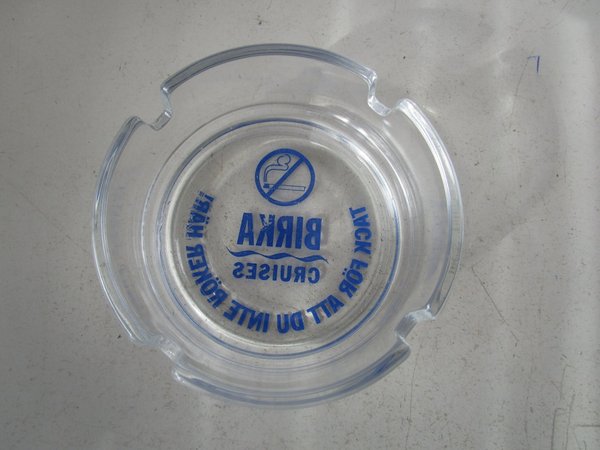 BIRKA
CRUISES
TACK FÖR ATT DU INTE RÖKER HÄR!